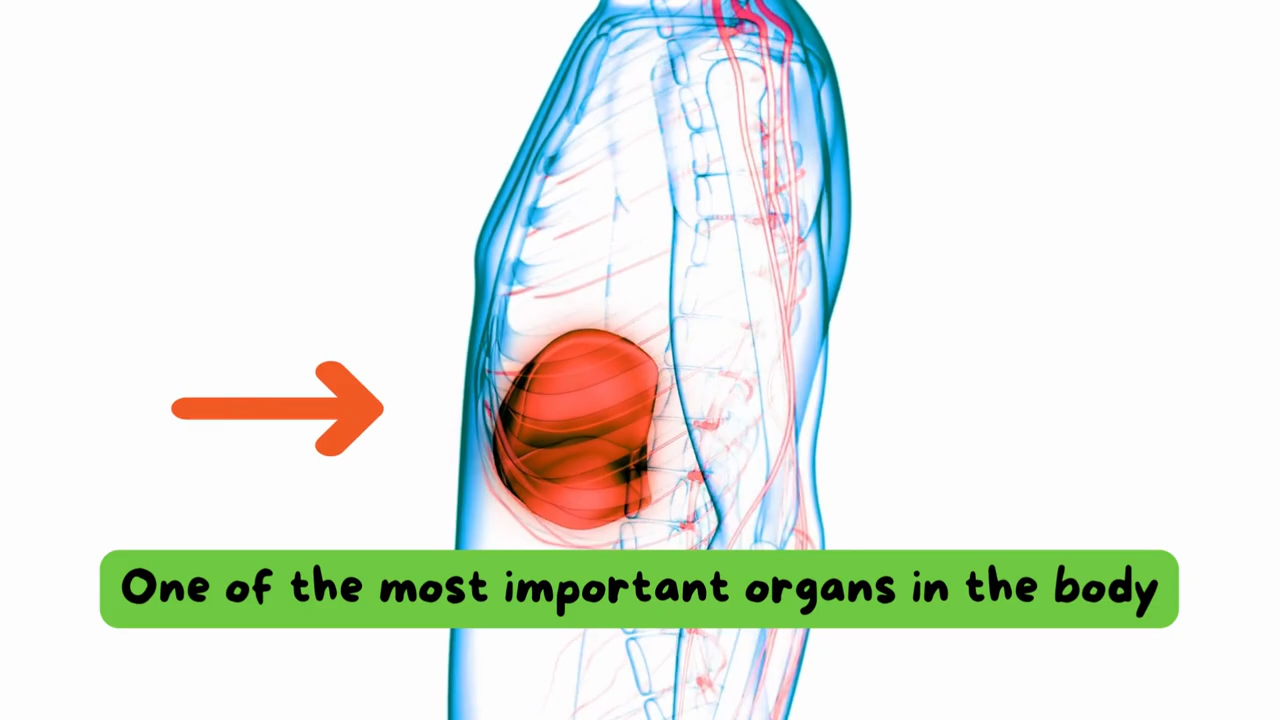 One of the most important organs in the body